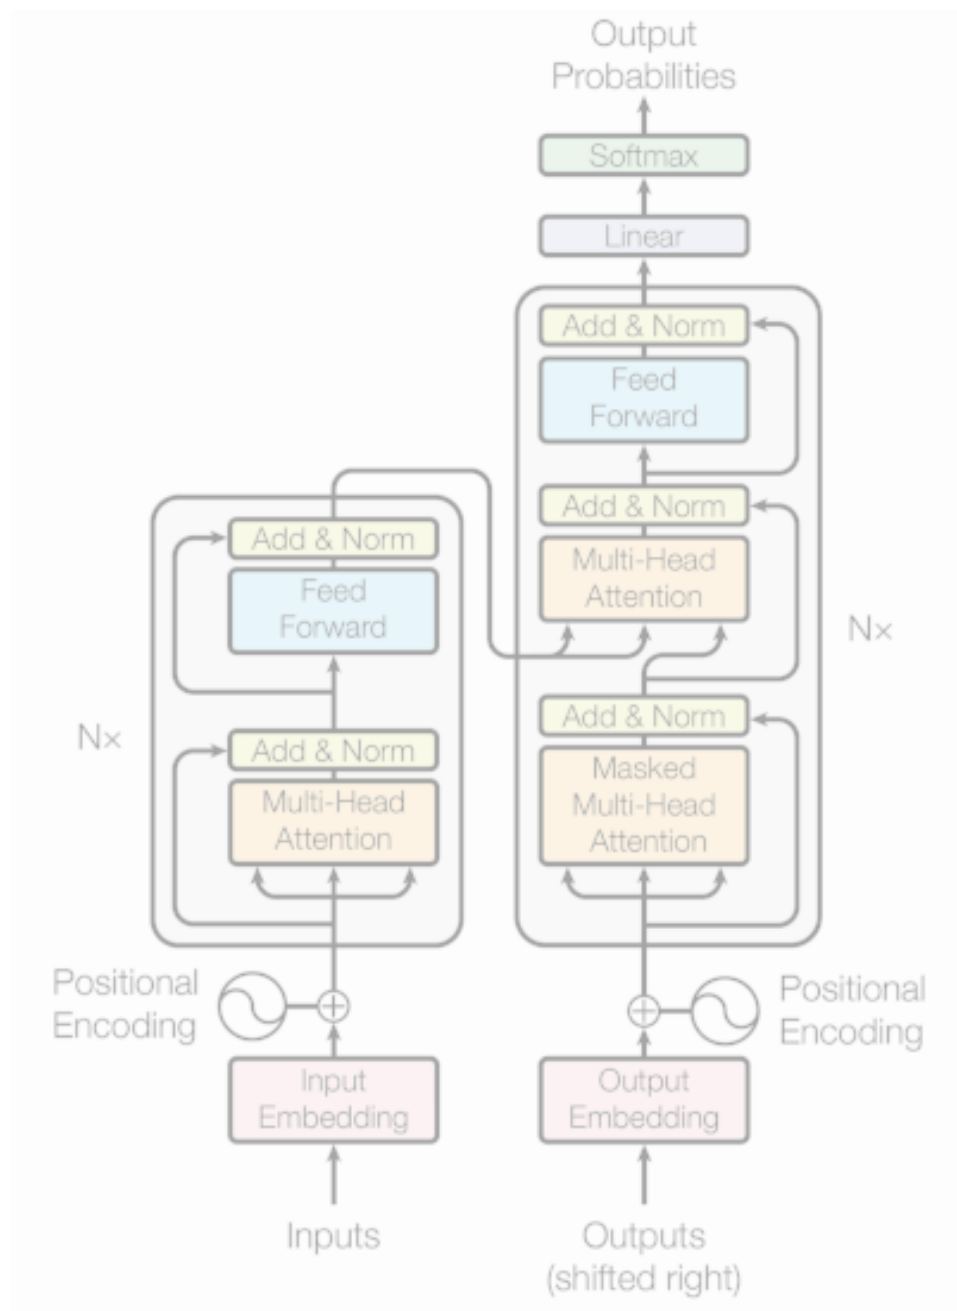 Output
Probabilities
Softmax
Linear
Add & Norm
Feed
Forward
Add & Norm
Multi-Head
Attention
Nx
Add & Norm
Masked
Multi-Head
Attention
Add & Norm
Feed
Forward
Nx
Add & Norm
Multi-Head
Attention
Positional
Encoding
Positional
Encoding
Input
Embedding
Output
Embedding
Inputs
Outputs
(shifted right)